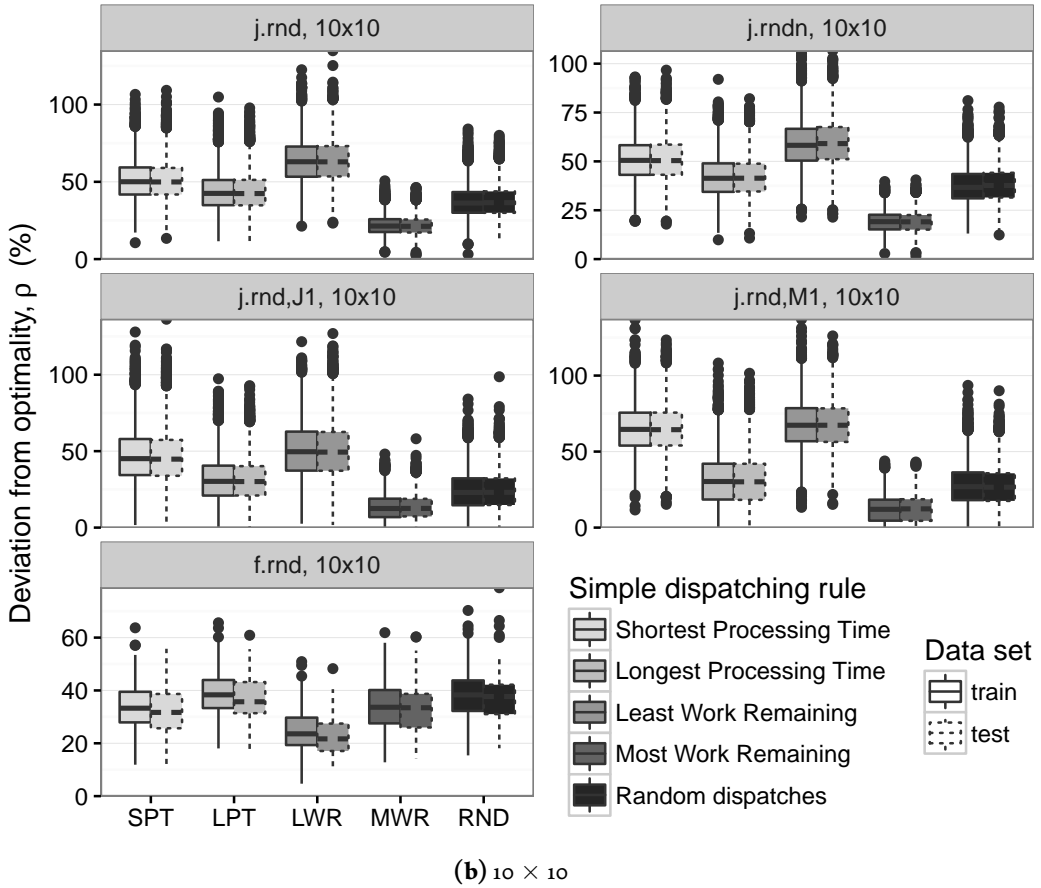 j.rnd, 10x10
j.rndn, 10x10
100
50
0
100
75
50
25
0
j.rnd,J1, 10x10
j.rnd,M1, 10x10
100
50
0
100
50
0
f.rnd, 10x10
60
40
20
0
SPT LPT LWR MWR RND
Deviation from optimality, ρ (%)
Simple dispatching rule
Shortest Processing Time
Longest Processing Time
Least Work Remaining
Most Work Remaining
Random dispatches
Data set
train
test
(b) 10 × 10